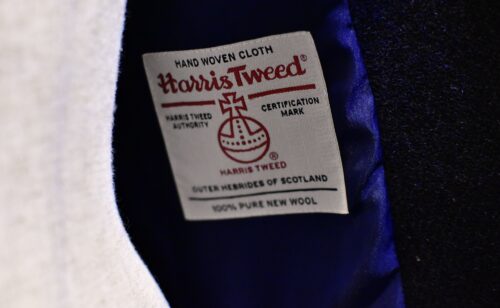 HAND WOVEN CLOTH
Harris Tweed®
HARRIS TWEED AUTHORITY
CERTIFICATION MARK
®
HARRIS TWEED
OUTER HEBRIDES OF SCOTLAND
100% PURE NEW WOOL